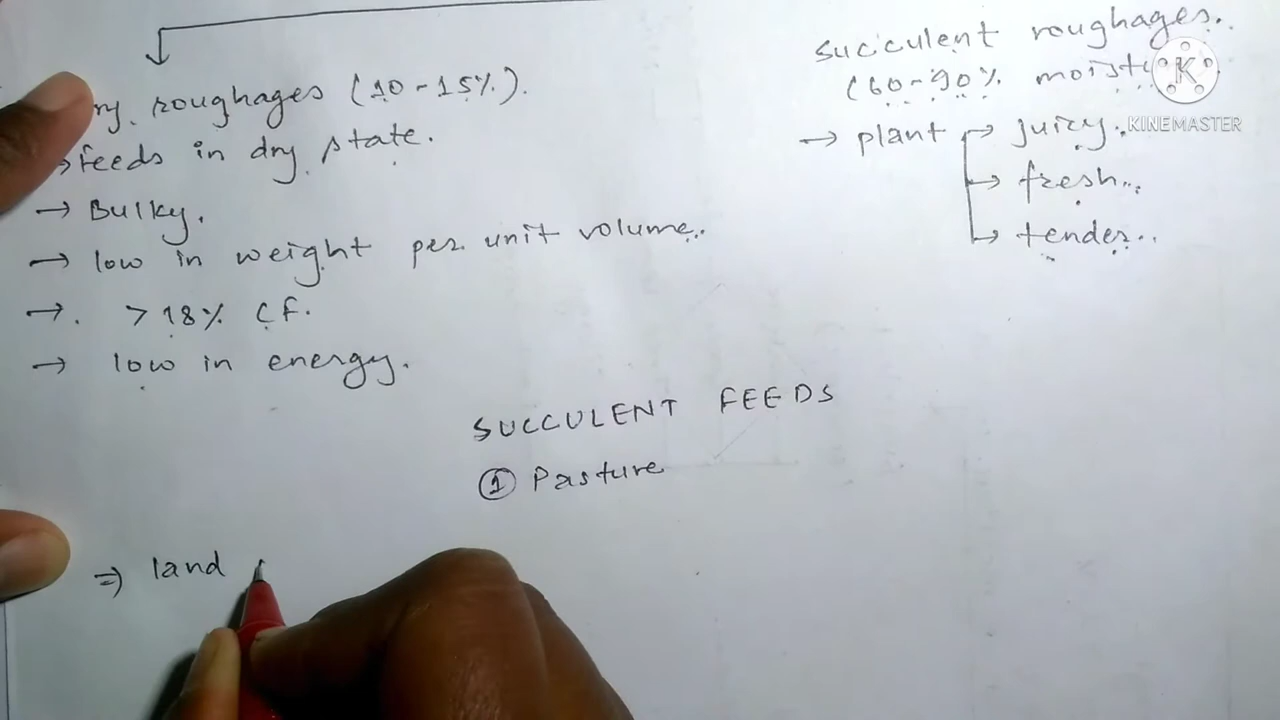 ry roughages (10-15%).
→ feeds in dry state.
→ Bulky.
→ low in weight per unit volume..
→. > 18% CF.
→ low in energy.
succulent roughages..
(60-90% moistu
→ plant → juicy.
→ fresh...
→ tender..
K
KINEMASTER
SUCCULENT FEEDS
① Pasture
⇒ land